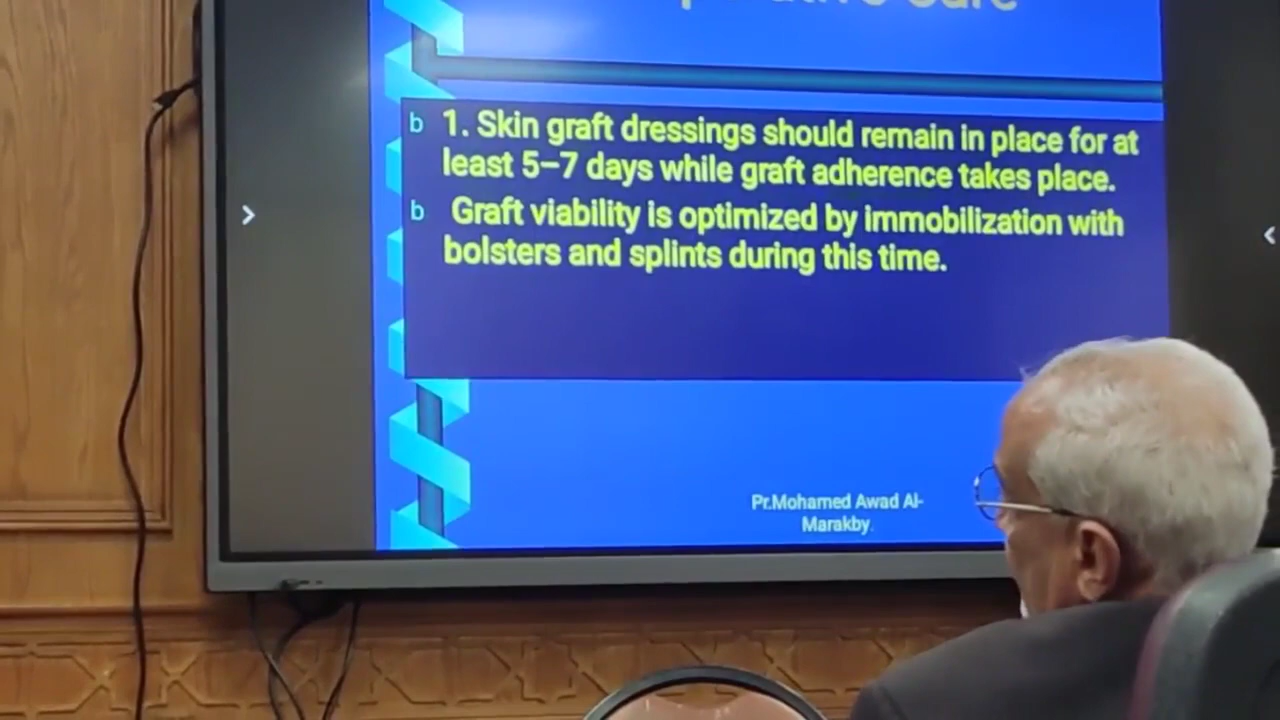 Care
b 1. Skin graft dressings should remain in place for at
least 5–7 days while graft adherence takes place.
b Graft viability is optimized by immobilization with
bolsters and splints during this time.
Pr.Mohamed Awad Al-
Marakby.